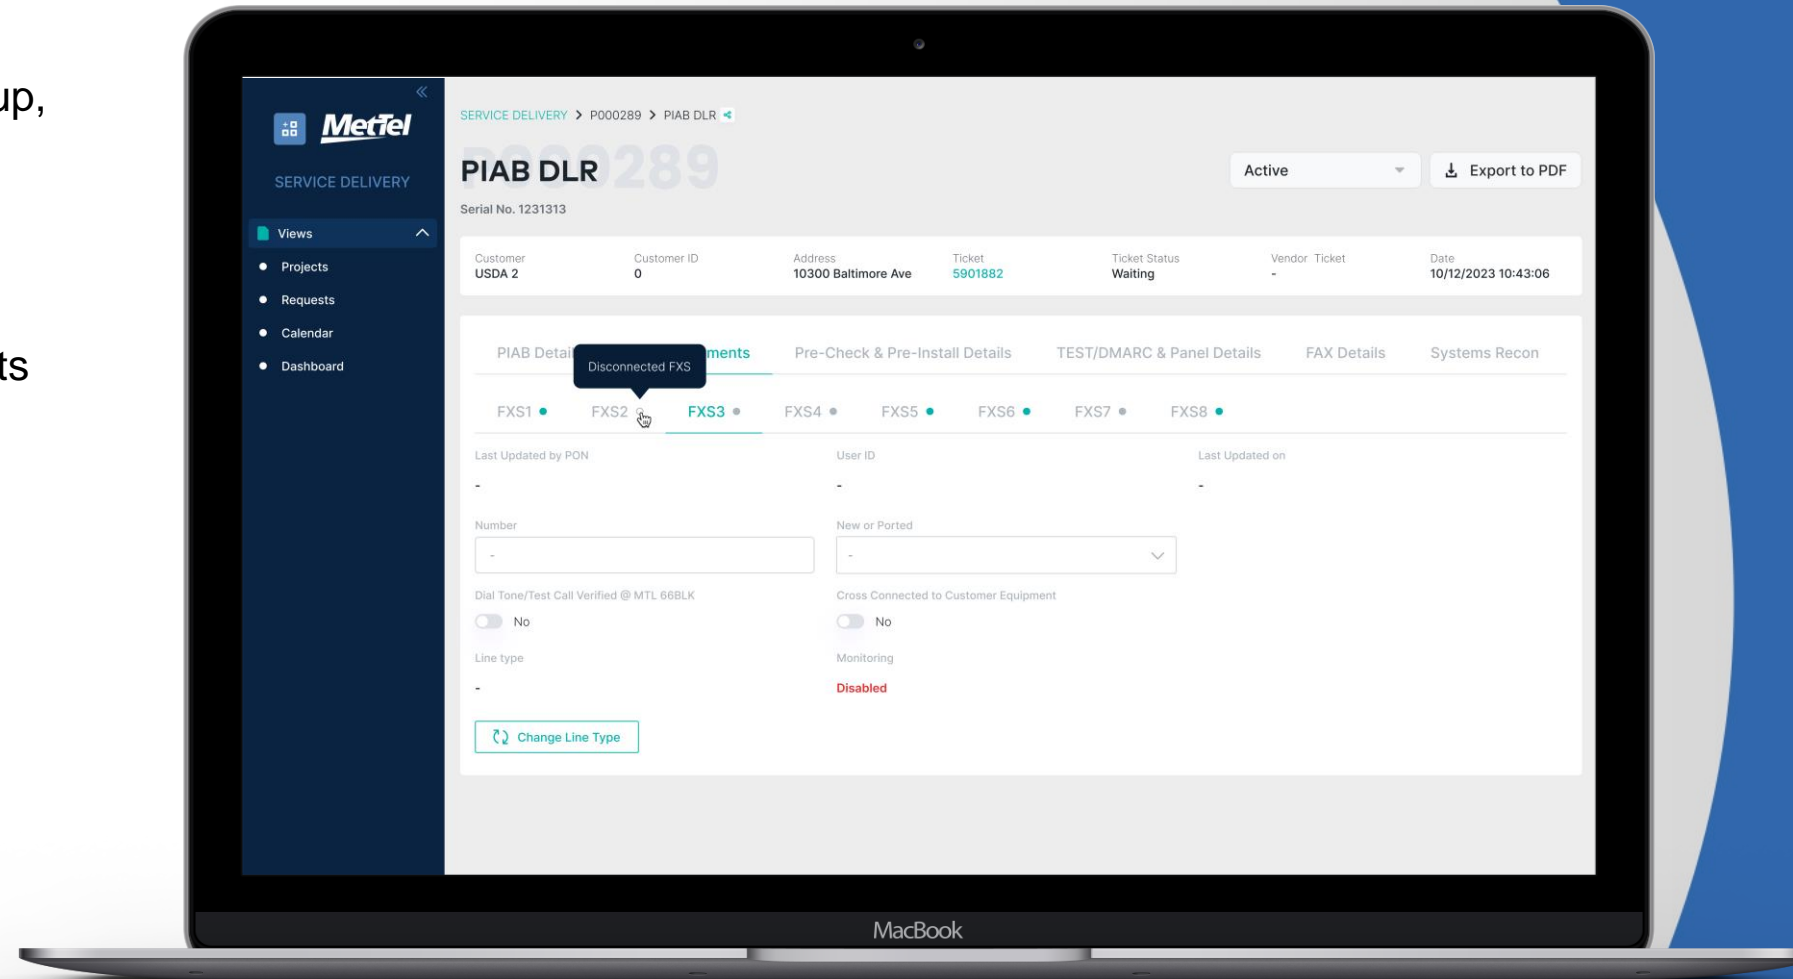 up,
ts
MetTel
SERVICE DELIVERY
Views
Projects
Requests
Calendar
Dashboard
SERVICE DELIVERY > P000289 > PIAB DLR
P000289
PIAB DLR
Serial No. 1231313
Active
Export to PDF
Customer Customer ID Address Ticket Ticket Status Vendor Ticket Date
USDA 2 0 10300 Baltimore Ave 5901882 Waiting - 10/12/2023 10:43:06
PIAB Detai ments Pre-Check & Pre-Install Details TEST/DMARC & Panel Details FAX Details Systems Recon
Disconnected FXS
FXS1 FXS2 FXS3 FXS4 FXS5 FXS6 FXS7 FXS8
Last Updated by PON User ID Last Updated on
- - -
Number New or Ported
- -
Dial Tone/Test Call Verified @ MTL 66BLK Cross Connected to Customer Equipment
No No
Line type Monitoring
- Disabled
Change Line Type
MacBook